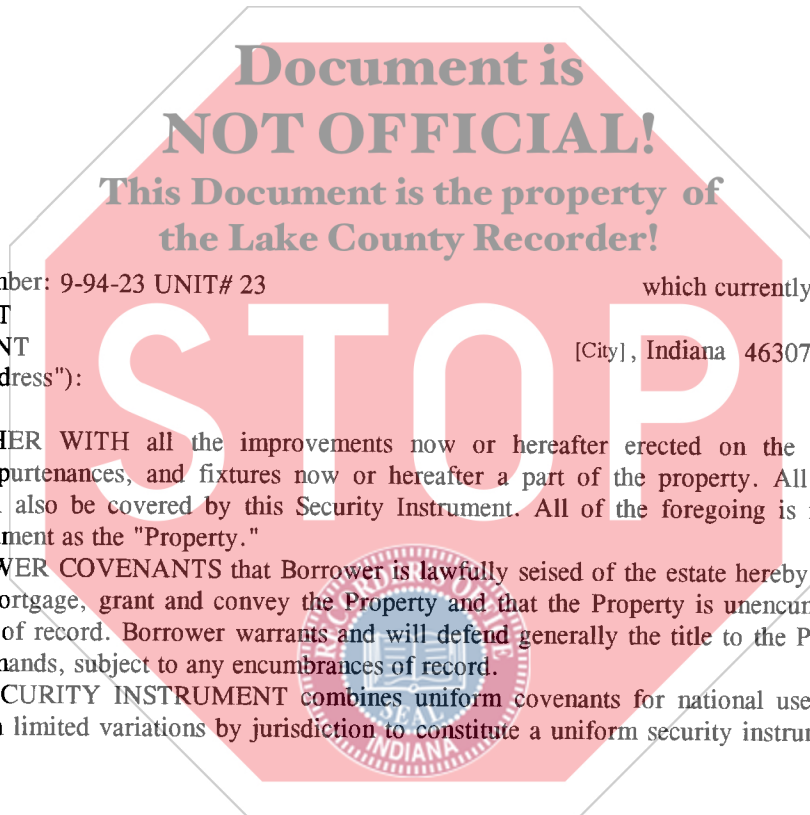 Document is
NOT OFFICIAL!
This Document is the property of
the Lake County Recorder!
nber: 9-94-23 UNIT# 23 which currently
T
NT [City], Indiana 46307
dress"):
STOP
HER WITH all the improvements now or hereafter erected on the
purtenances, and fixtures now or hereafter a part of the property. All
also be covered by this Security Instrument. All of the foregoing is
ment as the "Property."
WER COVENANTS that Borrower is lawfully seised of the estate hereby
ortgage, grant and convey the Property and that the Property is unencum
of record. Borrower warrants and will defend generally the title to the P
nands, subject to any encumbrances of record.
CURITY INSTRUMENT combines uniform covenants for national use
limited variations by jurisdiction to constitute a uniform security instru
RECORDER OF
SEAL
INDIANA